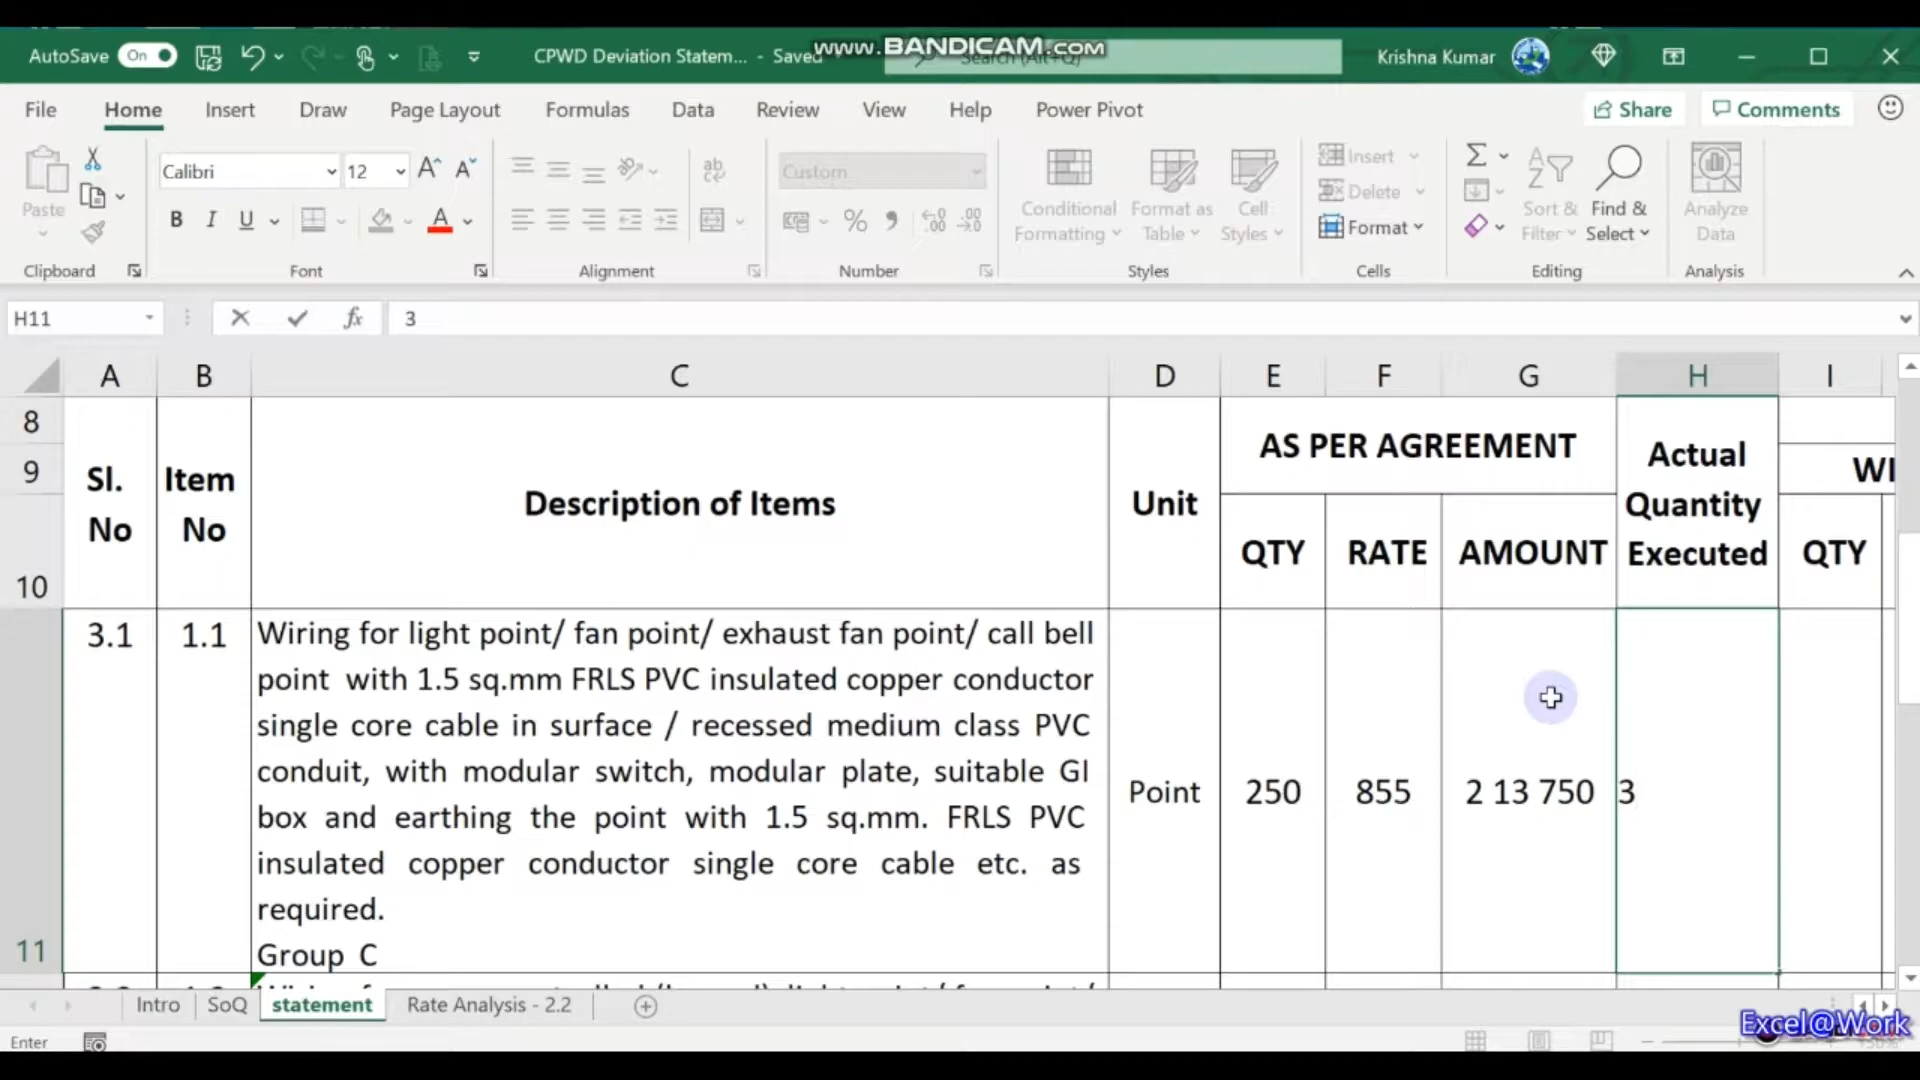 www.BANDICAM.com
AutoSave On CPWD Deviation Statem... - Saved Search (Alt+Q) Krishna Kumar
File Home Insert Draw Page Layout Formulas Data Review View Help Power Pivot Share Comments
Calibri 12 Custom Insert
Paste Conditional Formatting Format as Table Cell Styles Delete Sort & Filter Find & Select Analyze Data
Format
Clipboard Font Alignment Number Styles Cells Editing Analysis
H11 fx 3
A B C D E F G H I
8
9
10
11
Sl. No
Item No
Description of Items
Unit
AS PER AGREEMENT
QTY RATE AMOUNT
Actual
Quantity
Executed
WI
QTY
3.1 1.1 Wiring for light point/ fan point/ exhaust fan point/ call bell
point with 1.5 sq.mm FRLS PVC insulated copper conductor
single core cable in surface / recessed medium class PVC
conduit, with modular switch, modular plate, suitable GI
box and earthing the point with 1.5 sq.mm. FRLS PVC
insulated copper conductor single core cable etc. as
required.
Group C
Point 250 855 2 13 750 3
Intro SoQ statement Rate Analysis - 2.2
Excel@Work
Enter